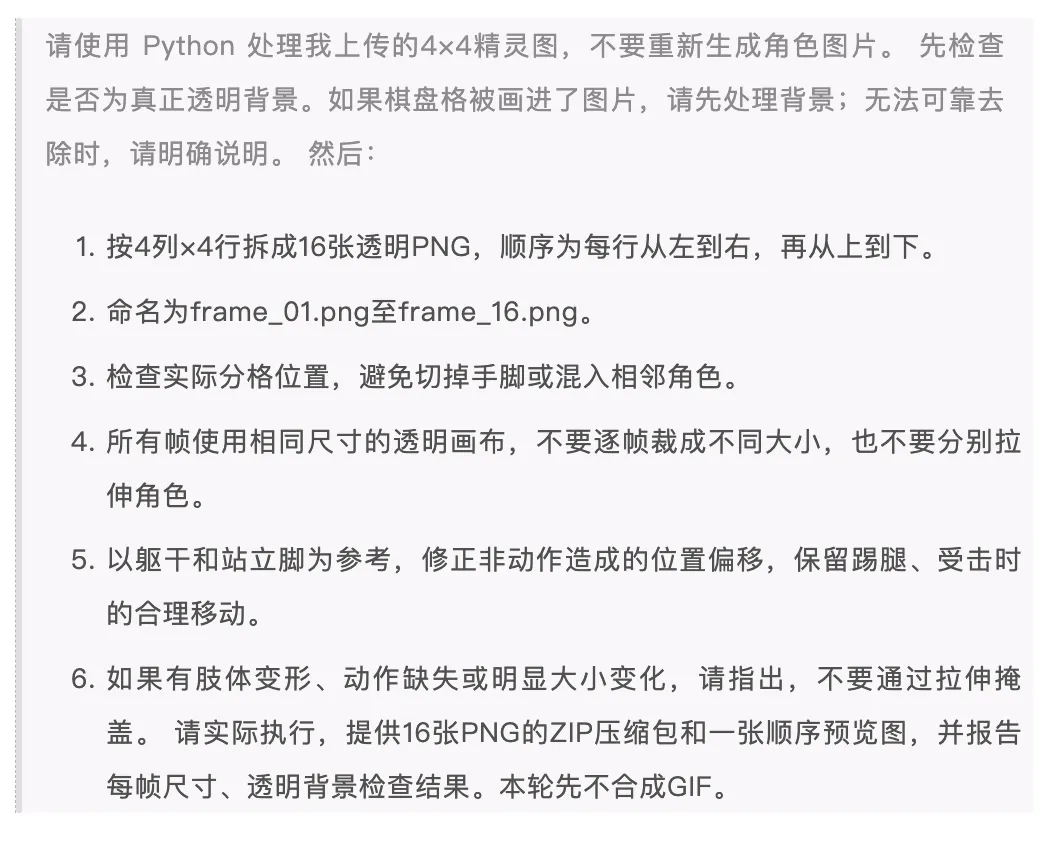 请使用 Python 处理我上传的4×4精灵图，不要重新生成角色图片。 先检查
是否为真正透明背景。如果棋盘格被画进了图片，请先处理背景；无法可靠去
除时，请明确说明。 然后：
1. 按4列×4行拆成16张透明PNG，顺序为每行从左到右，再从上到下。
2. 命名为frame_01.png至frame_16.png。
3. 检查实际分格位置，避免切掉手脚或混入相邻角色。
4. 所有帧使用相同尺寸的透明画布，不要逐帧裁成不同大小，也不要分别拉
伸角色。
5. 以躯干和站立脚为参考，修正非动作造成的位置偏移，保留踢腿、受击时
的合理移动。
6. 如果有肢体变形、动作缺失或明显大小变化，请指出，不要通过拉伸掩
盖。 请实际执行，提供16张PNG的ZIP压缩包和一张顺序预览图，并报告
每帧尺寸、透明背景检查结果。本轮先不合成GIF。